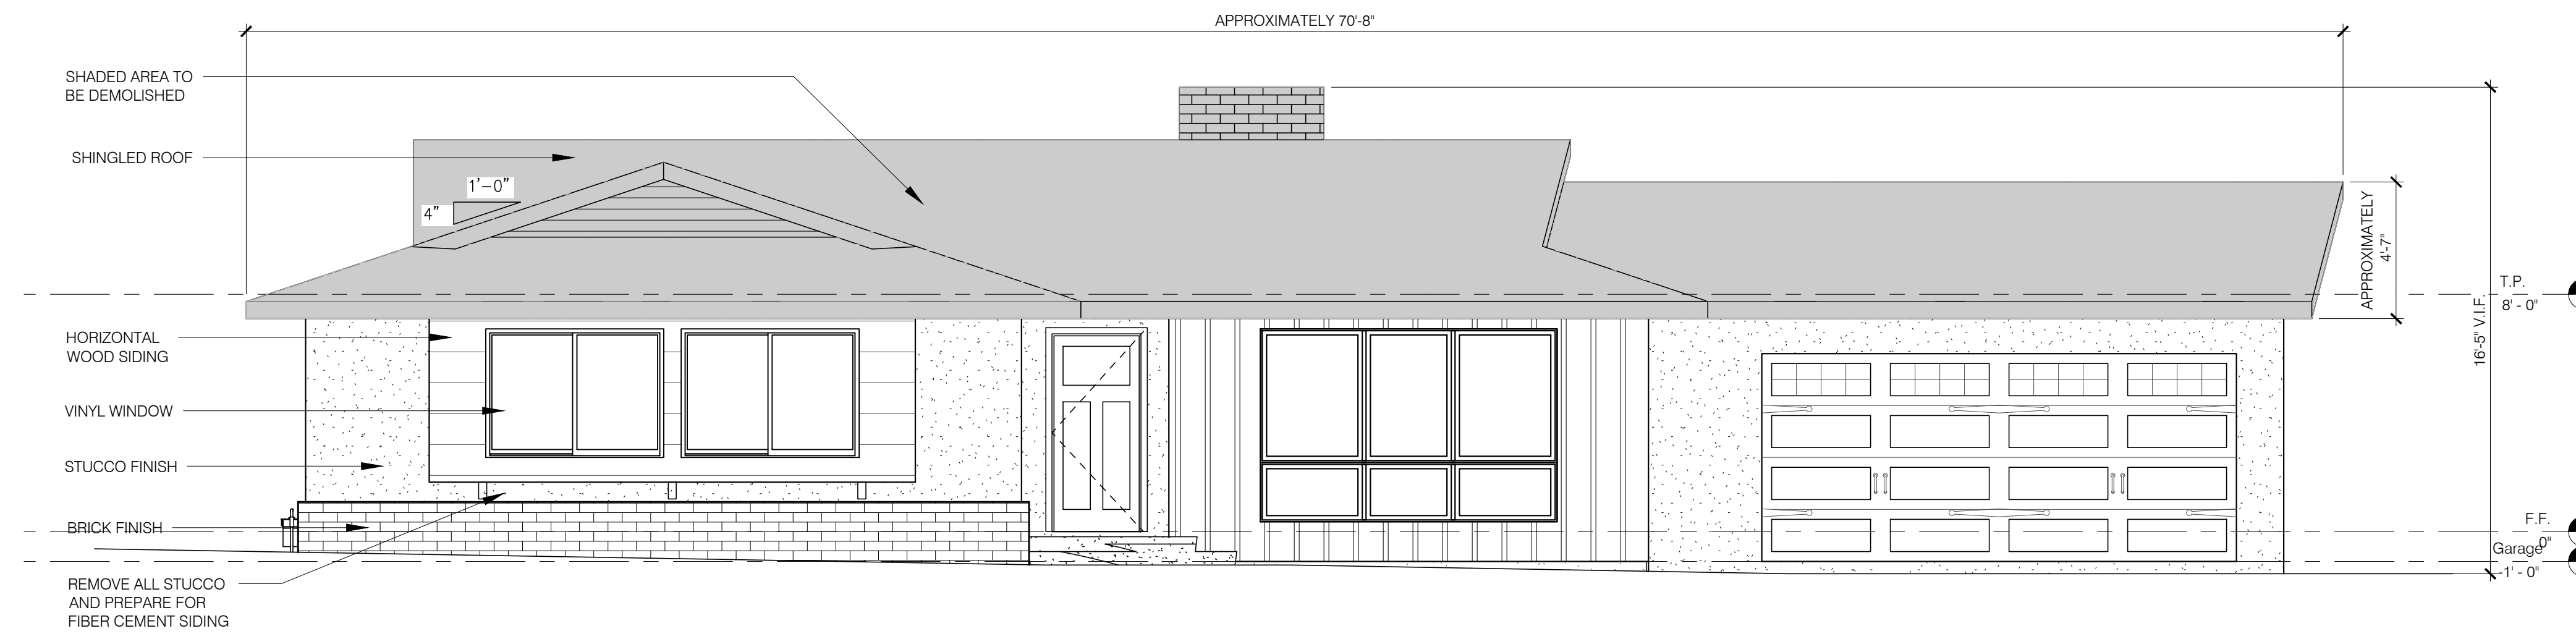 APPROXIMATELY 70'-8"
SHADED AREA TO
BE DEMOLISHED
SHINGLED ROOF
1'-0"
4"
APPROXIMATELY
4'-7"
T.P.
8' - 0"
16'-5" V.I.F.
HORIZONTAL
WOOD SIDING
VINYL WINDOW
STUCCO FINISH
BRICK FINISH
F.F.
0"
Garage
-1' - 0"
REMOVE ALL STUCCO
AND PREPARE FOR
FIBER CEMENT SIDING